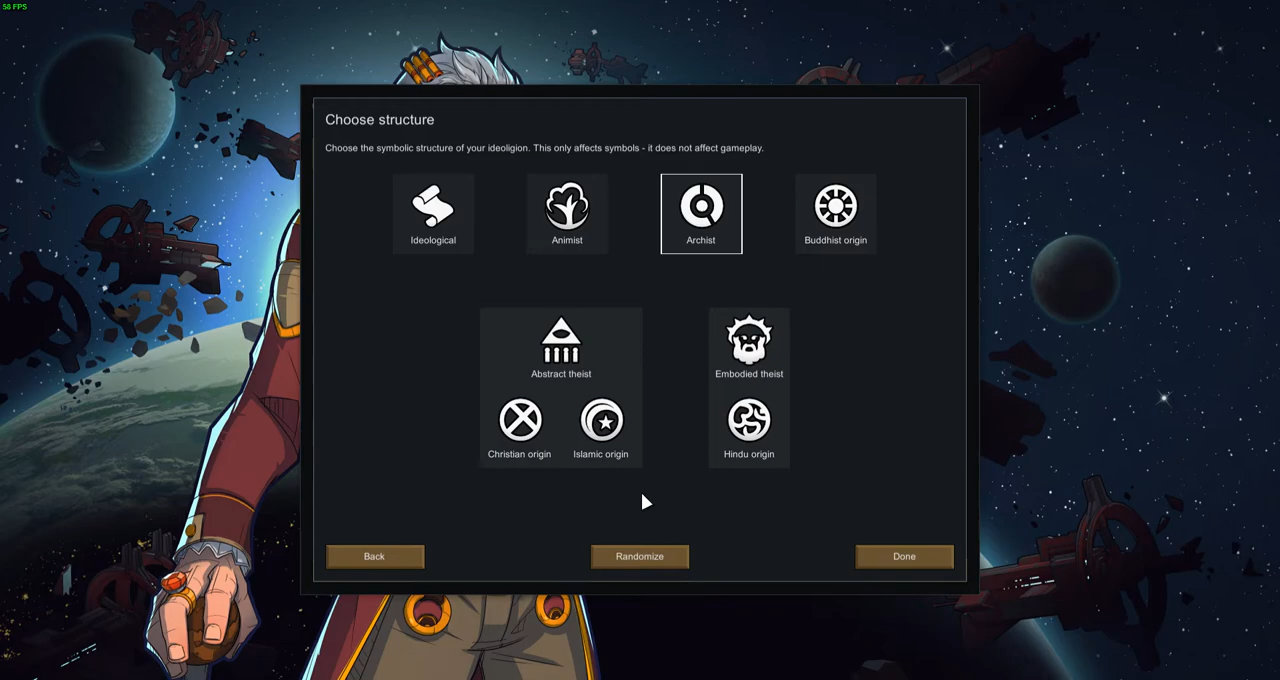 58 FPS
Choose structure
Choose the symbolic structure of your ideoligion. This only affects symbols - it does not affect gameplay.
Ideological
Animist
Archist
Buddhist origin
Abstract theist
Embodied theist
Christian origin
Islamic origin
Hindu origin
Back
Randomize
Done